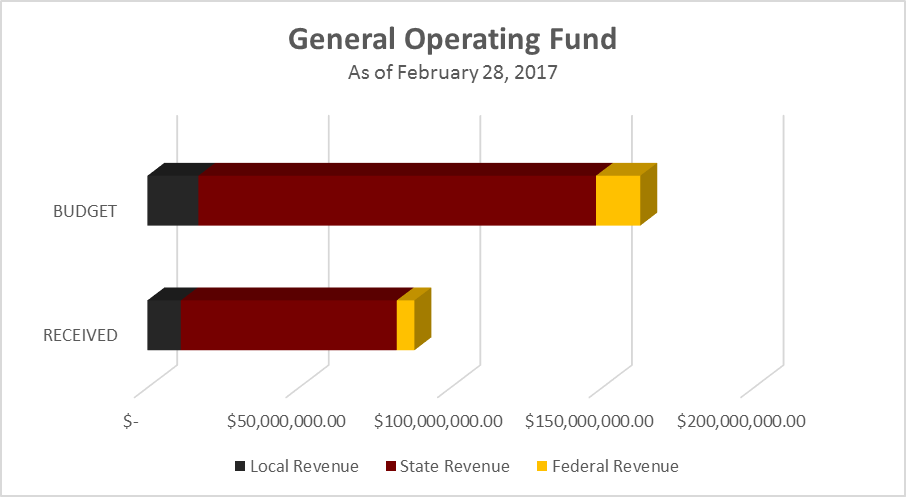 General Operating Fund
As of February 28, 2017
BUDGET
RECEIVED
$- $50,000,000.00 $100,000,000.00 $150,000,000.00 $200,000,000.00
Local Revenue State Revenue Federal Revenue